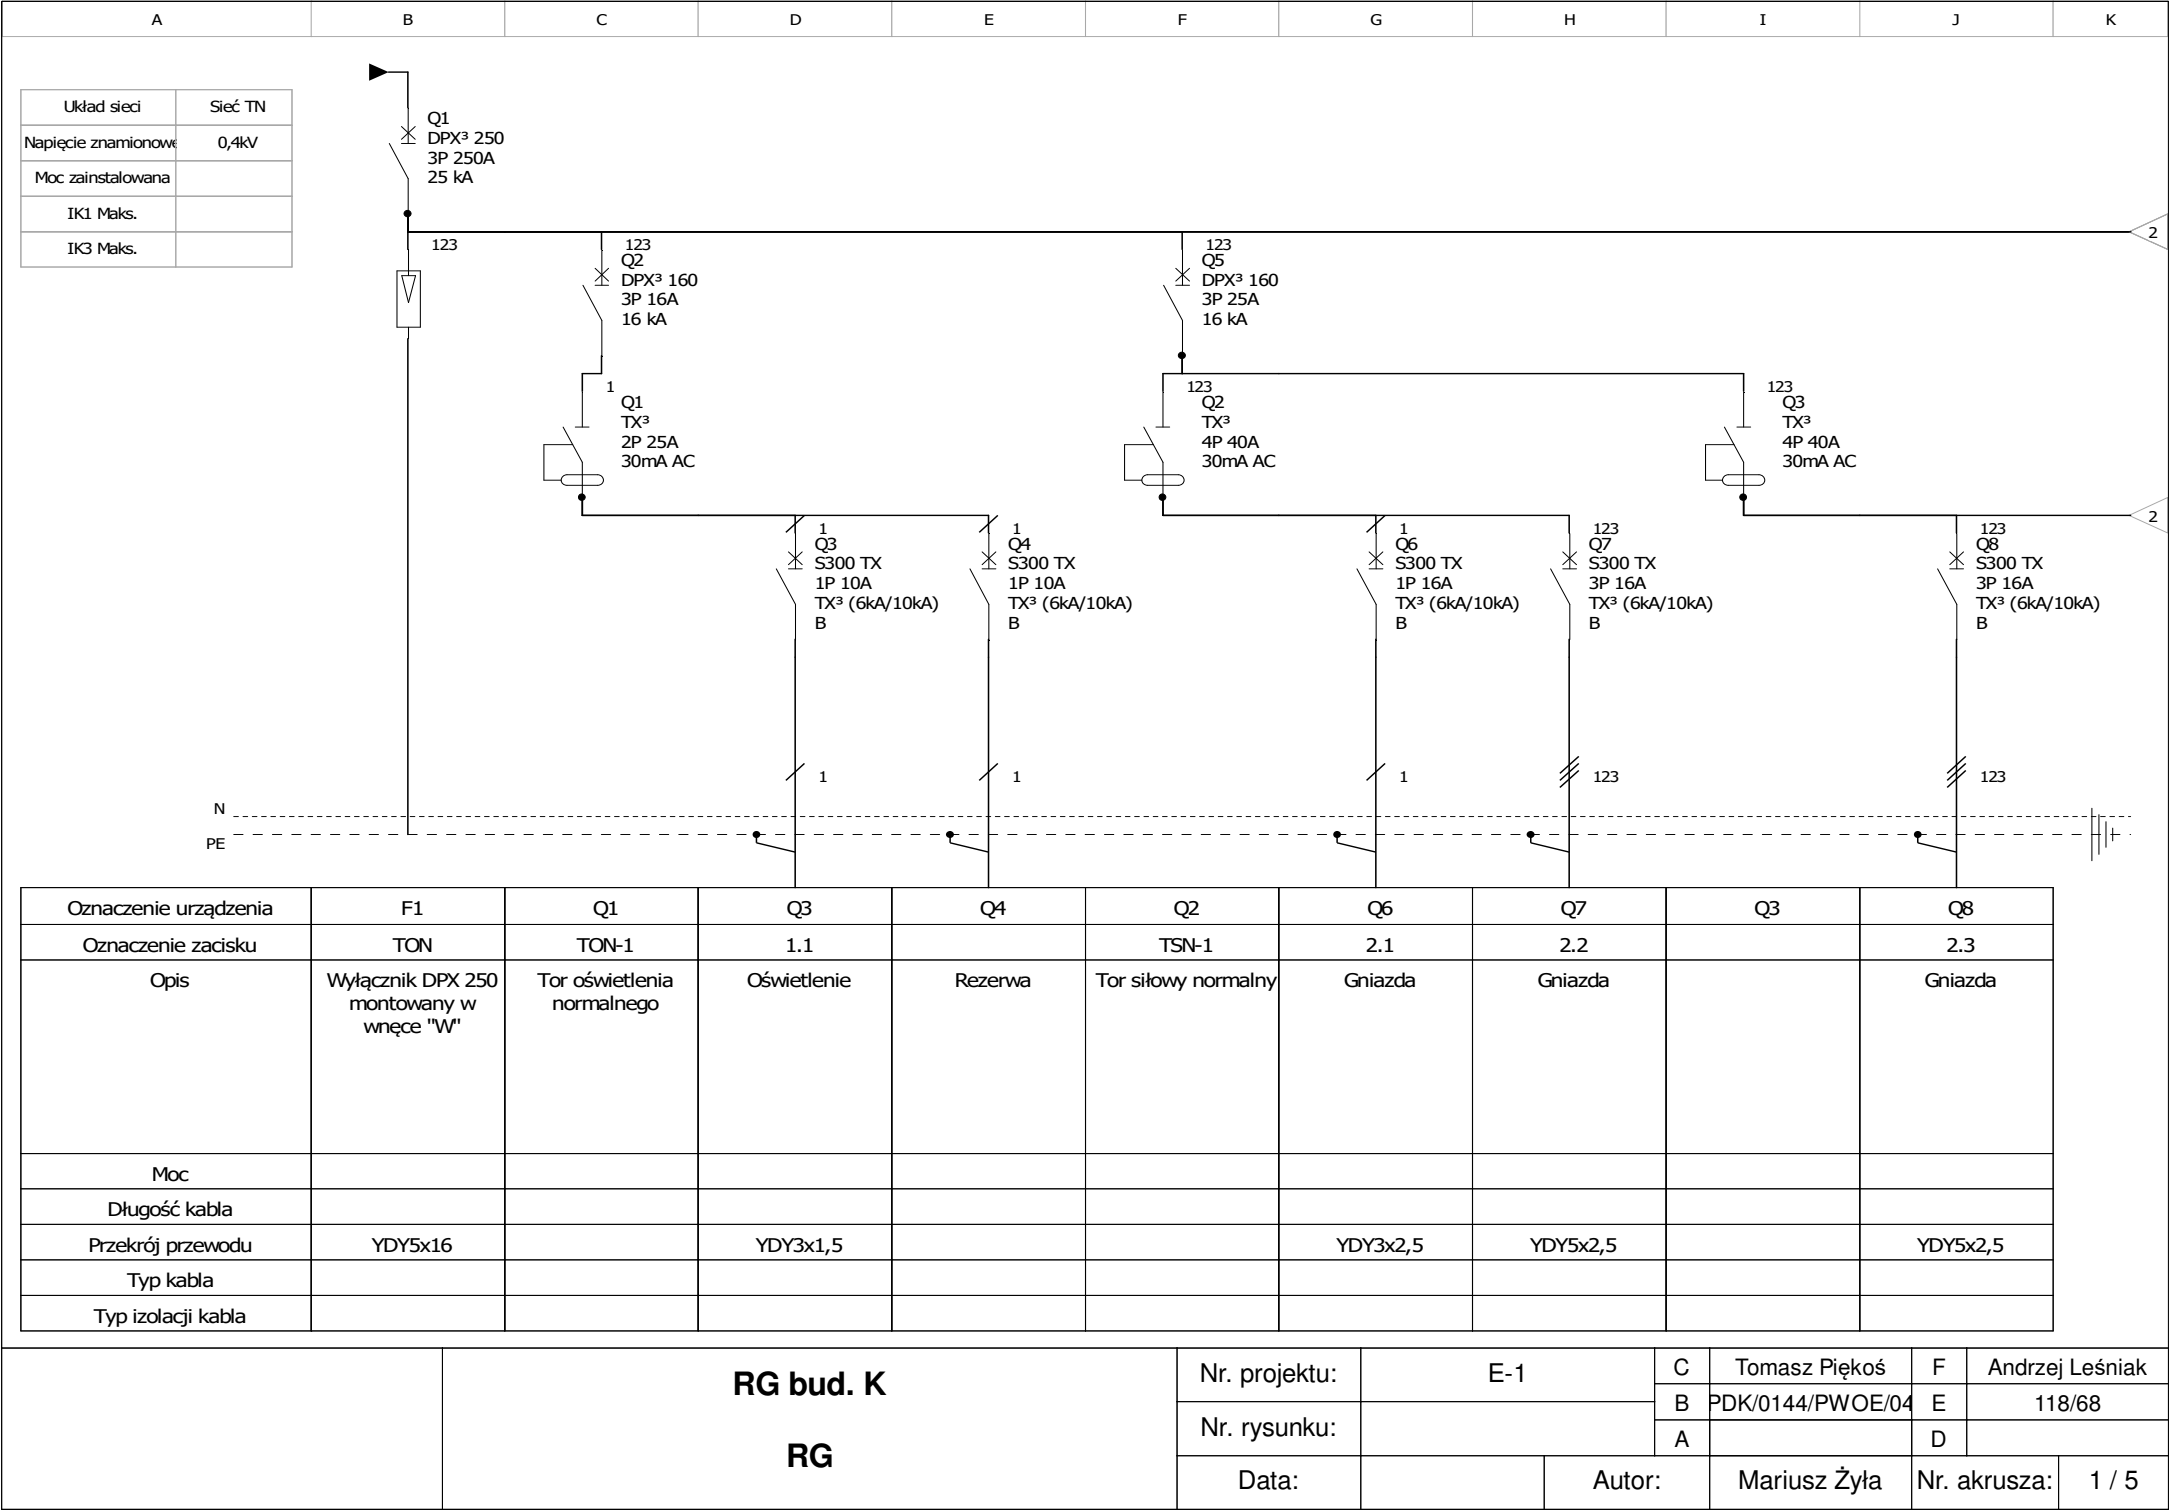 A B C D E F G H I J K
Układ sieci Sieć TN
Napięcie znamionowe 0,4kV
Moc zainstalowana
IK1 Maks.
IK3 Maks.
Q1
DPX³ 250
3P 250A
25 kA
123
123
Q2
DPX³ 160
3P 16A
16 kA
123
Q5
DPX³ 160
3P 25A
16 kA
2
1
Q1
TX³
2P 25A
30mA AC
123
Q2
TX³
4P 40A
30mA AC
123
Q3
TX³
4P 40A
30mA AC
2
1
Q3
S300 TX
1P 10A
TX³ (6kA/10kA)
B
1
Q4
S300 TX
1P 10A
TX³ (6kA/10kA)
B
1
Q6
S300 TX
1P 16A
TX³ (6kA/10kA)
B
123
Q7
S300 TX
3P 16A
TX³ (6kA/10kA)
B
123
Q8
S300 TX
3P 16A
TX³ (6kA/10kA)
B
1 1 1 123 123
N
PE
Oznaczenie urządzenia F1 Q1 Q3 Q4 Q2 Q6 Q7 Q3 Q8
Oznaczenie zacisku TON TON-1 1.1 TSN-1 2.1 2.2 2.3
Opis Wyłącznik DPX 250 Tor oświetlenia Oświetlenie Rezerwa Tor siłowy normalny Gniazda Gniazda Gniazda
montowany w normalnego
wnęce "W"
Moc
Długość kabla
Przekrój przewodu YDY5x16 YDY3x1,5 YDY3x2,5 YDY5x2,5 YDY5x2,5
Typ kabla
Typ izolacji kabla
RG bud. K
RG
Nr. projektu: E-1
Nr. rysunku:
Data: Autor: Mariusz Żyła Nr. akrusza: 1 / 5
C Tomasz Piękoś F Andrzej Leśniak
B PDK/0144/PWOE/04 E 118/68
A D